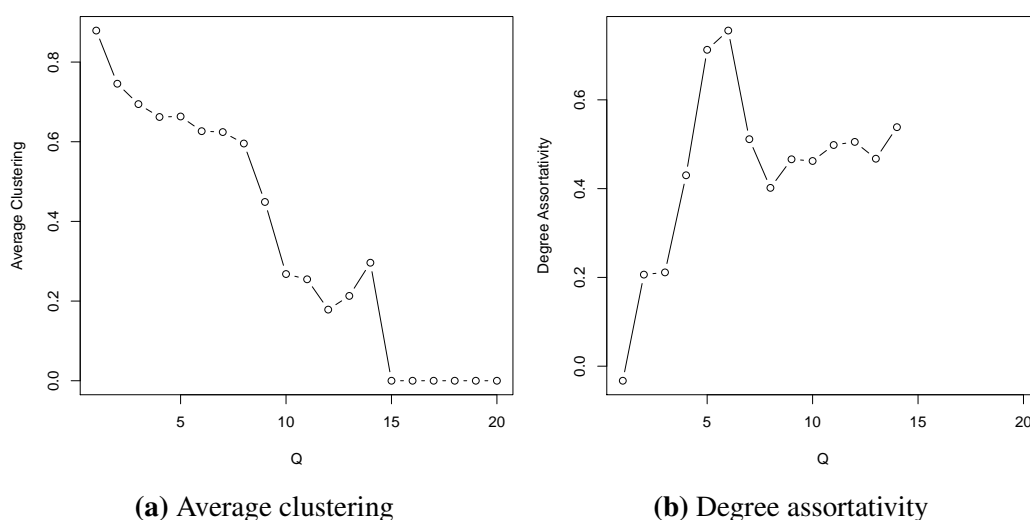 Average Clustering
0.8
0.6
0.4
0.2
0.0
5
10
15
20
Q
(a) Average clustering
Degree Assortativity
0.6
0.4
0.2
0.0
5
10
15
20
Q
(b) Degree assortativity